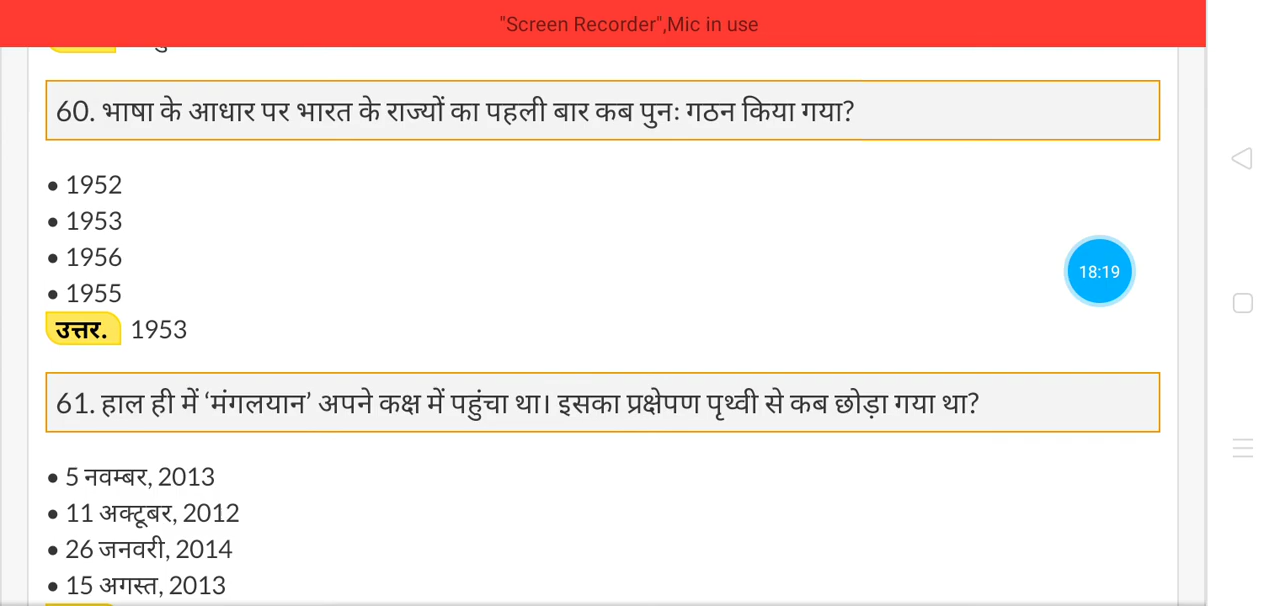 "Screen Recorder",Mic in use
60. भाषा के आधार पर भारत के राज्यों का पहली बार कब पुनः गठन किया गया?
• 1952
• 1953
• 1956
• 1955
18:19
उत्तर. 1953
61. हाल ही में ‘मंगलयान’ अपने कक्ष में पहुंचा था। इसका प्रक्षेपण पृथ्वी से कब छोड़ा गया था?
• 5 नवम्बर, 2013
• 11 अक्टूबर, 2012
• 26 जनवरी, 2014
• 15 अगस्त, 2013